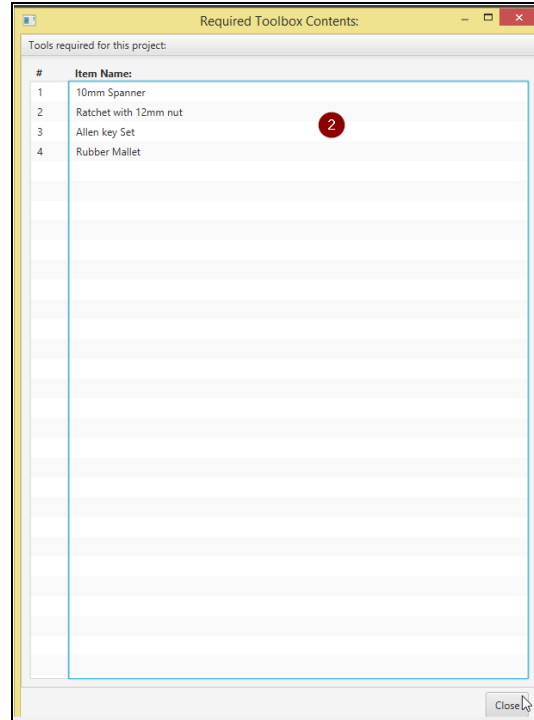 Required Toolbox Contents:
Tools required for this project:
# Item Name:
1 10mm Spanner
2 Ratchet with 12mm nut
2
3 Allen key Set
4 Rubber Mallet
Close